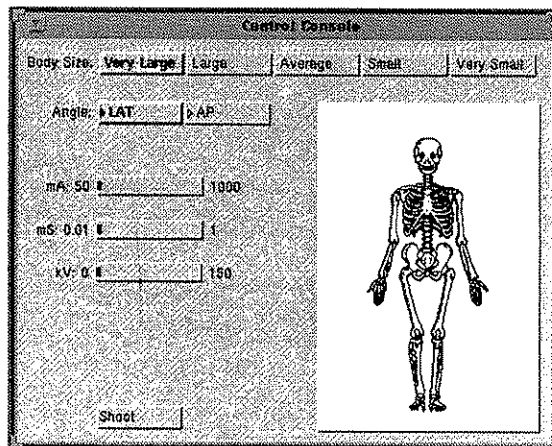 Control Console
Body Size: Very Large Large Average Small Very Small
Angle: LAT AP
mA: 50 1000
mS: 0.01 1
kV: 0 150
Shoot